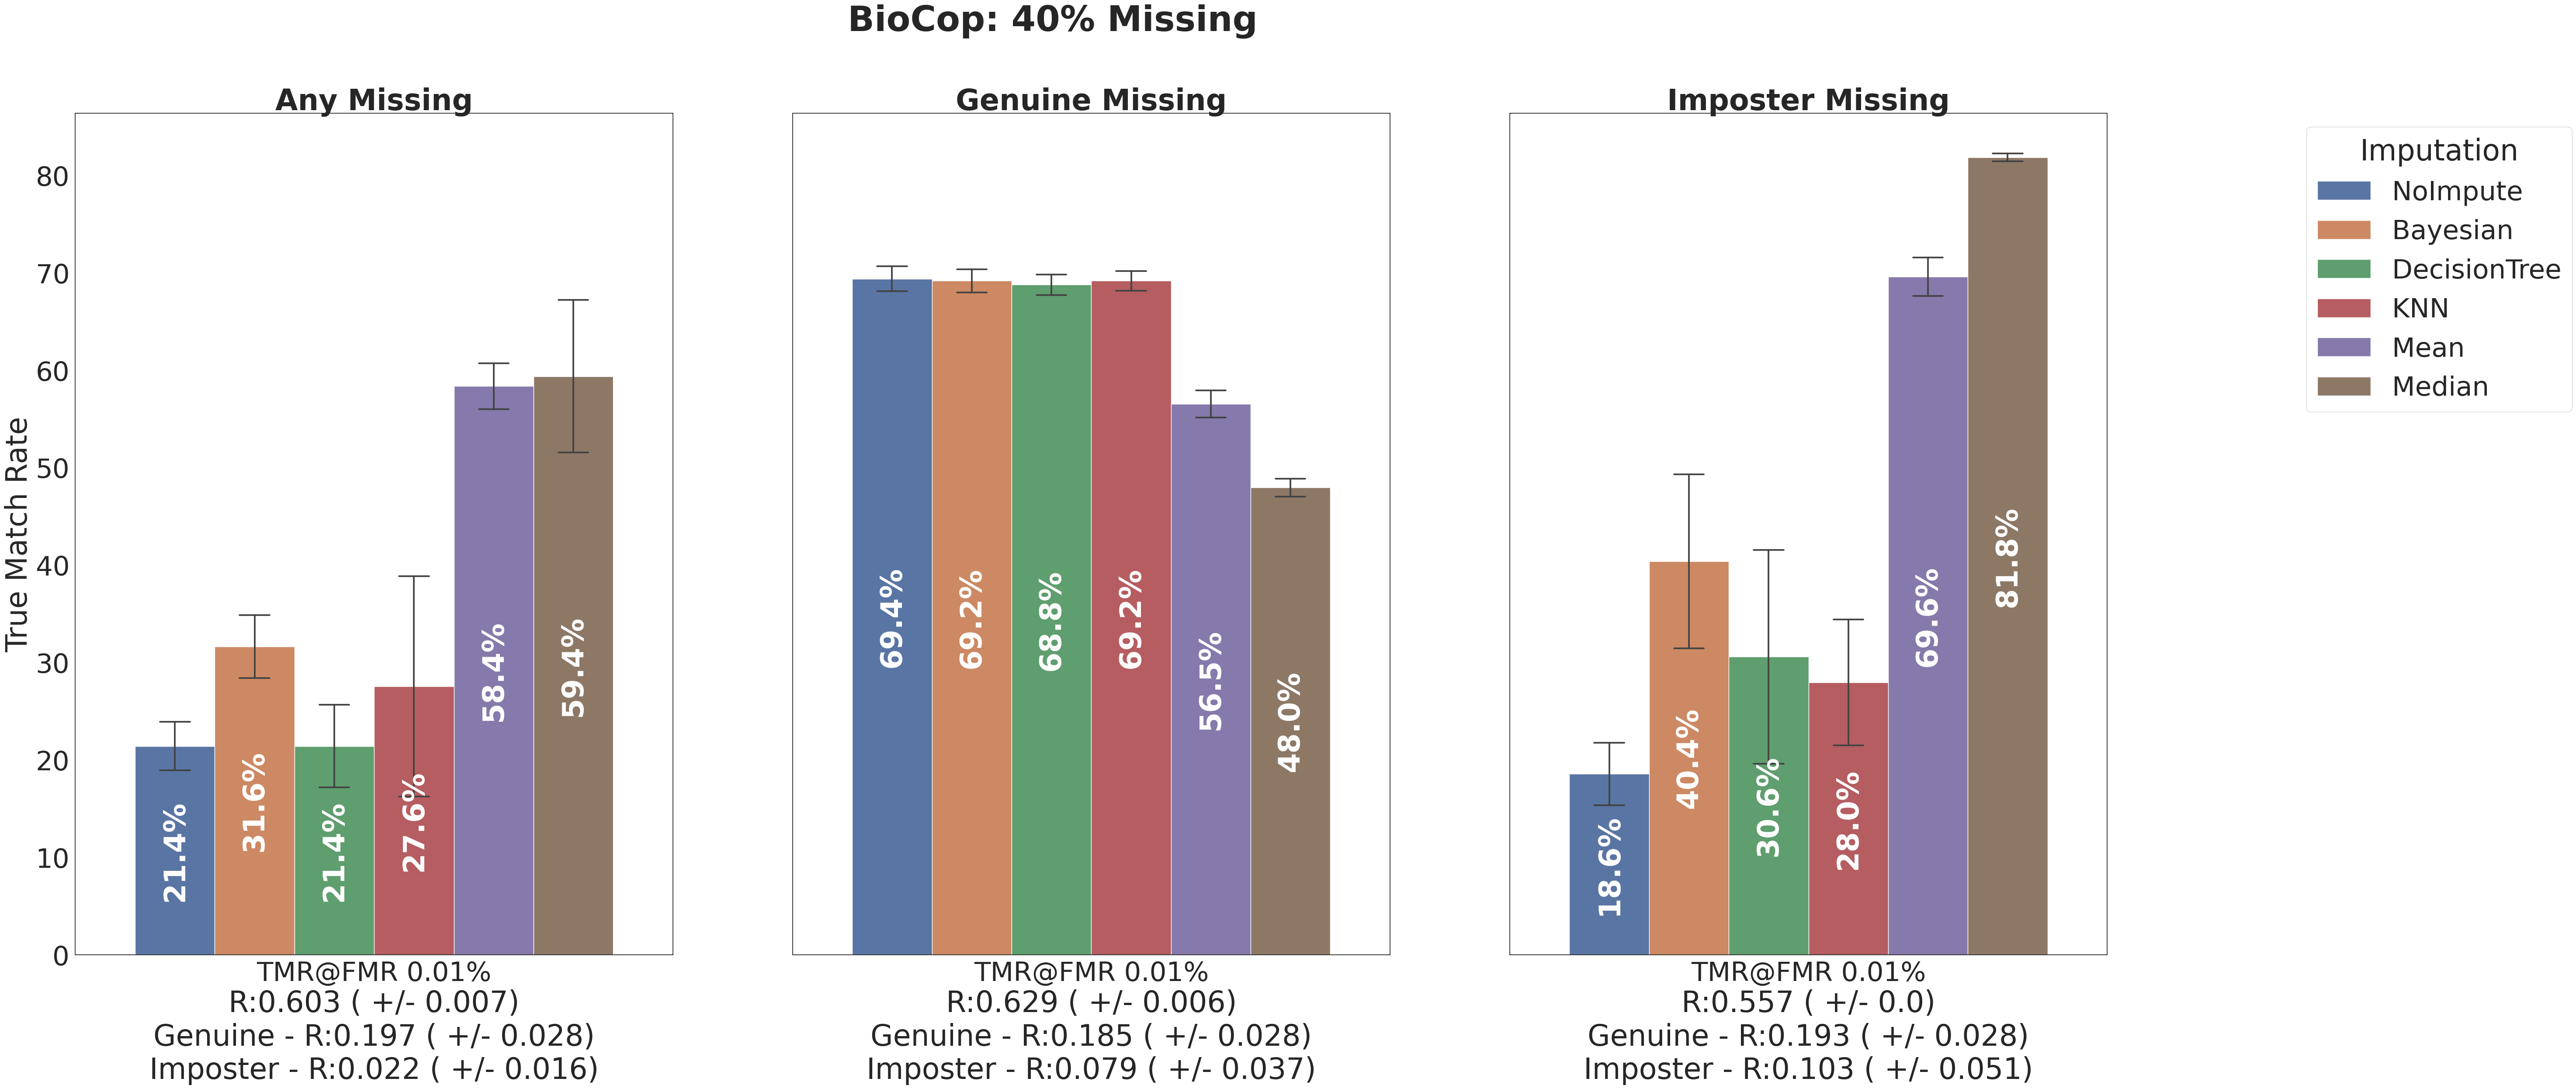 BioCop: 40% Missing
Any Missing
Genuine Missing
Imposter Missing
True Match Rate
80
70
60
50
40
30
20
10
0
21.4%
31.6%
21.4%
27.6%
58.4%
59.4%
69.4%
69.2%
68.8%
69.2%
56.5%
48.0%
18.6%
40.4%
30.6%
28.0%
69.6%
81.8%
TMR@FMR 0.01%
R:0.603 ( +/- 0.007)
Genuine - R:0.197 ( +/- 0.028)
Imposter - R:0.022 ( +/- 0.016)
TMR@FMR 0.01%
R:0.629 ( +/- 0.006)
Genuine - R:0.185 ( +/- 0.028)
Imposter - R:0.079 ( +/- 0.037)
TMR@FMR 0.01%
R:0.557 ( +/- 0.0)
Genuine - R:0.193 ( +/- 0.028)
Imposter - R:0.103 ( +/- 0.051)
Imputation
NoImpute
Bayesian
DecisionTree
KNN
Mean
Median